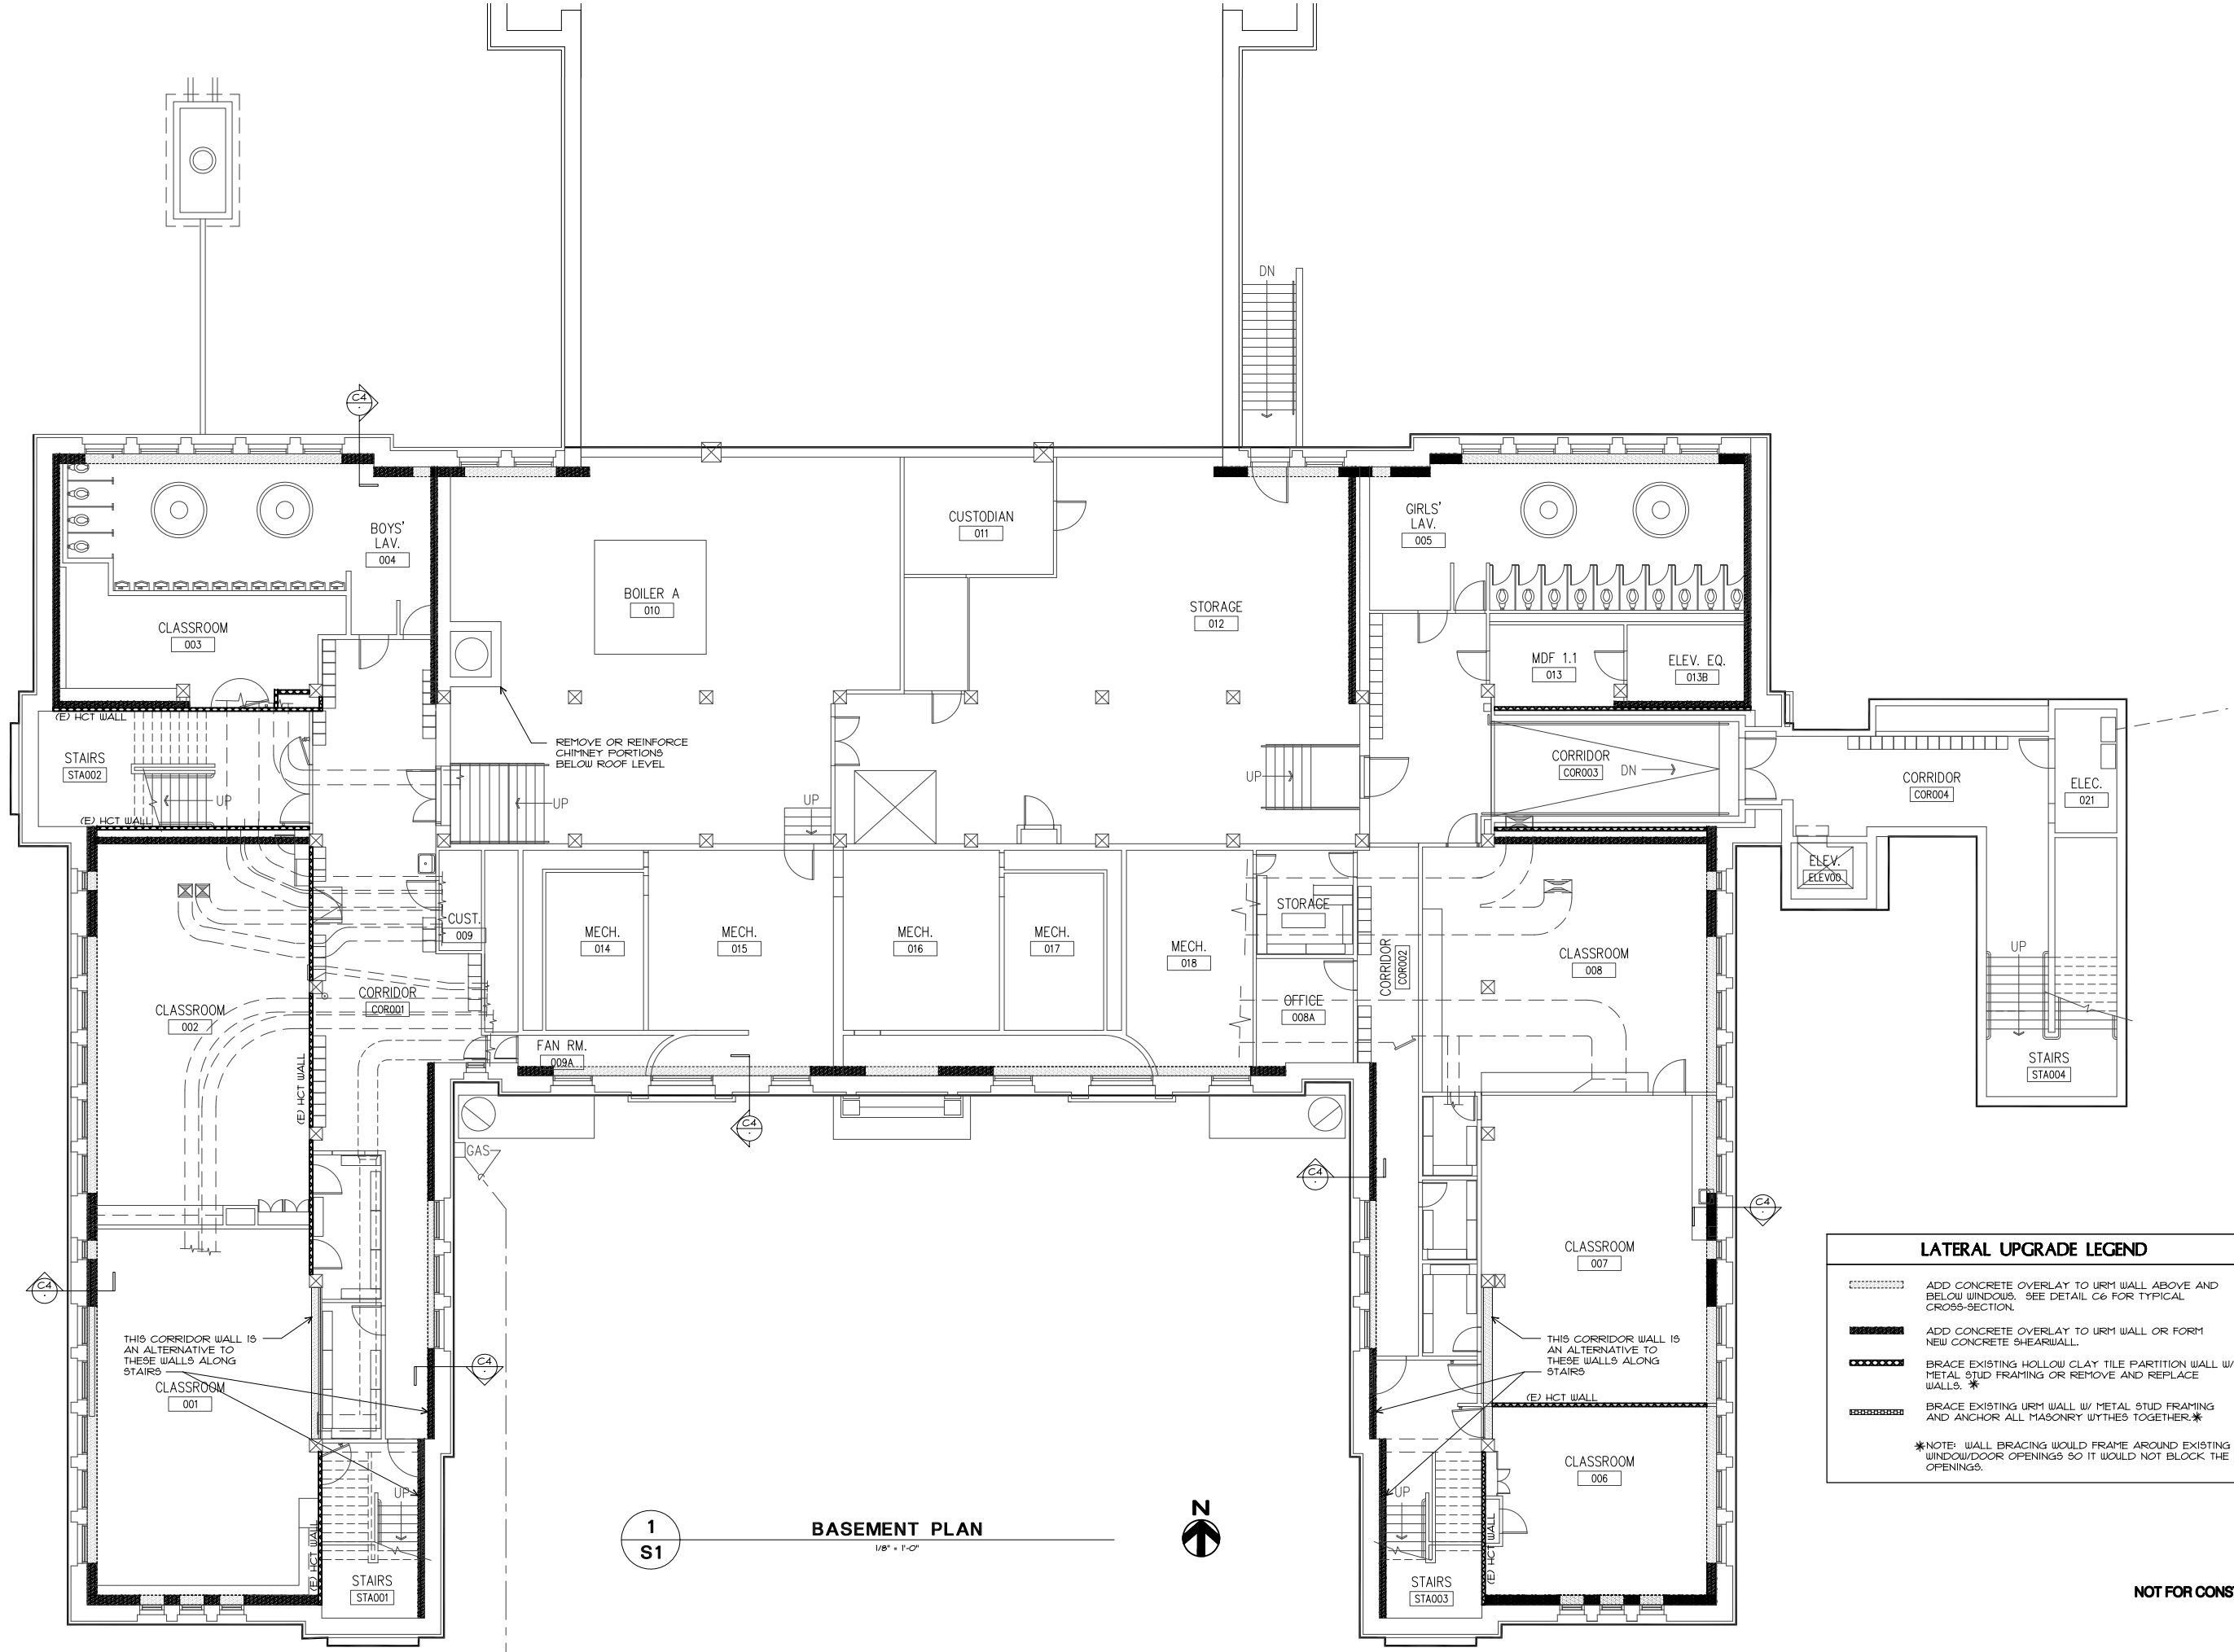 DN
C4
BOYS'
LAV.
004
CUSTODIAN
011
GIRLS'
LAV.
005
BOILER A
010
STORAGE
012
CLASSROOM
003
MDF 1.1
013
ELEV. EQ.
013B
(E) HCT WALL
REMOVE OR REINFORCE
CHIMNEY PORTIONS
BELOW ROOF LEVEL
STAIRS
STA002
UP
(E) HCT WALL
UP
UP
UP
CORRIDOR
COR003
DN
CORRIDOR
COR004
ELEC.
021
ELEV.
ELEV00
CUST.
009
MECH.
014
MECH.
015
MECH.
016
MECH.
017
MECH.
018
STORAGE
CORRIDOR
COR002
CLASSROOM
008
UP
CLASSROOM
002
CORRIDOR
COR001
OFFICE
008A
FAN RM.
009A
(E) HCT WALL
STAIRS
STA004
GAS
C4
C4
C4
CLASSROOM
007
C4
THIS CORRIDOR WALL IS
AN ALTERNATIVE TO
THESE WALLS ALONG
STAIRS
C4
THIS CORRIDOR WALL IS
AN ALTERNATIVE TO
THESE WALLS ALONG
STAIRS
CLASSROOM
001
(E) HCT WALL
CLASSROOM
006
UP
UP
(E) HCT WALL
(E) HCT WALL
STAIRS
STA001
STAIRS
STA003
1
S1
BASEMENT PLAN
1/8" = 1'-0"
N
LATERAL UPGRADE LEGEND
ADD CONCRETE OVERLAY TO URM WALL ABOVE AND
BELOW WINDOWS. SEE DETAIL C6 FOR TYPICAL
CROSS-SECTION.
ADD CONCRETE OVERLAY TO URM WALL OR FORM
NEW CONCRETE SHEARWALL.
BRACE EXISTING HOLLOW CLAY TILE PARTITION WALL W/
METAL STUD FRAMING OR REMOVE AND REPLACE
WALLS. *
BRACE EXISTING URM WALL W/ METAL STUD FRAMING
AND ANCHOR ALL MASONRY WYTHES TOGETHER.*
*NOTE: WALL BRACING WOULD FRAME AROUND EXISTING
WINDOW/DOOR OPENINGS SO IT WOULD NOT BLOCK THE
OPENINGS.
NOT FOR CONS